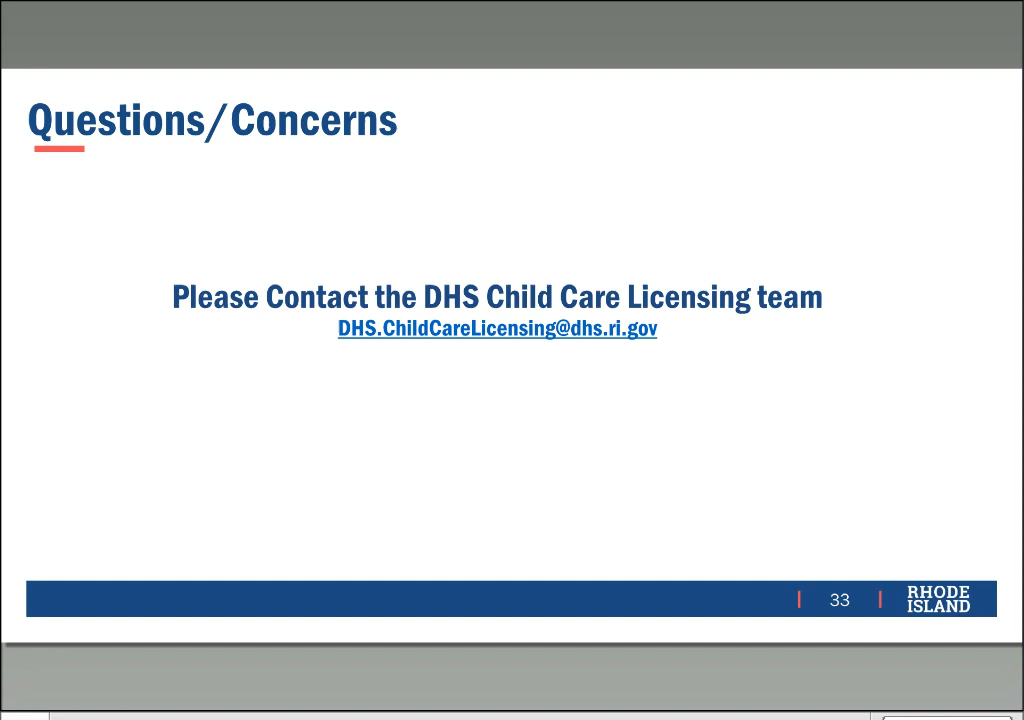 Questions/Concerns
Please Contact the DHS Child Care Licensing team
DHS.ChildCareLicensing@dhs.ri.gov
33
RHODE
ISLAND